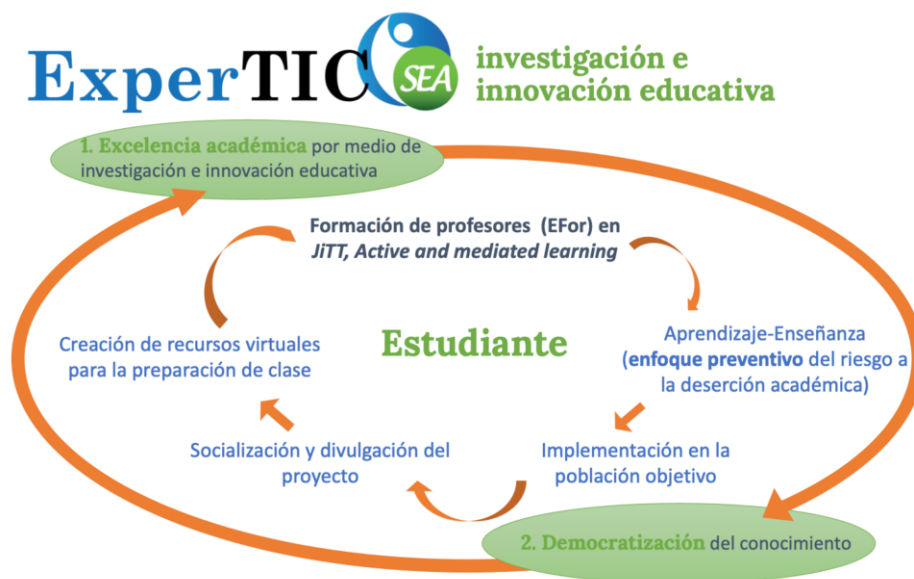 ExperTIC
SEA
investigación e
innovación educativa
1. Excelencia académica por medio de
investigación e innovación educativa
Formación de profesores (EFor) en
JiTT, Active and mediated learning
Creación de recursos virtuales
para la preparación de clase
Estudiante
Aprendizaje-Enseñanza
(enfoque preventivo del riesgo a
la deserción académica)
Socialización y divulgación del
proyecto
Implementación en la
población objetivo
2. Democratización del conocimiento